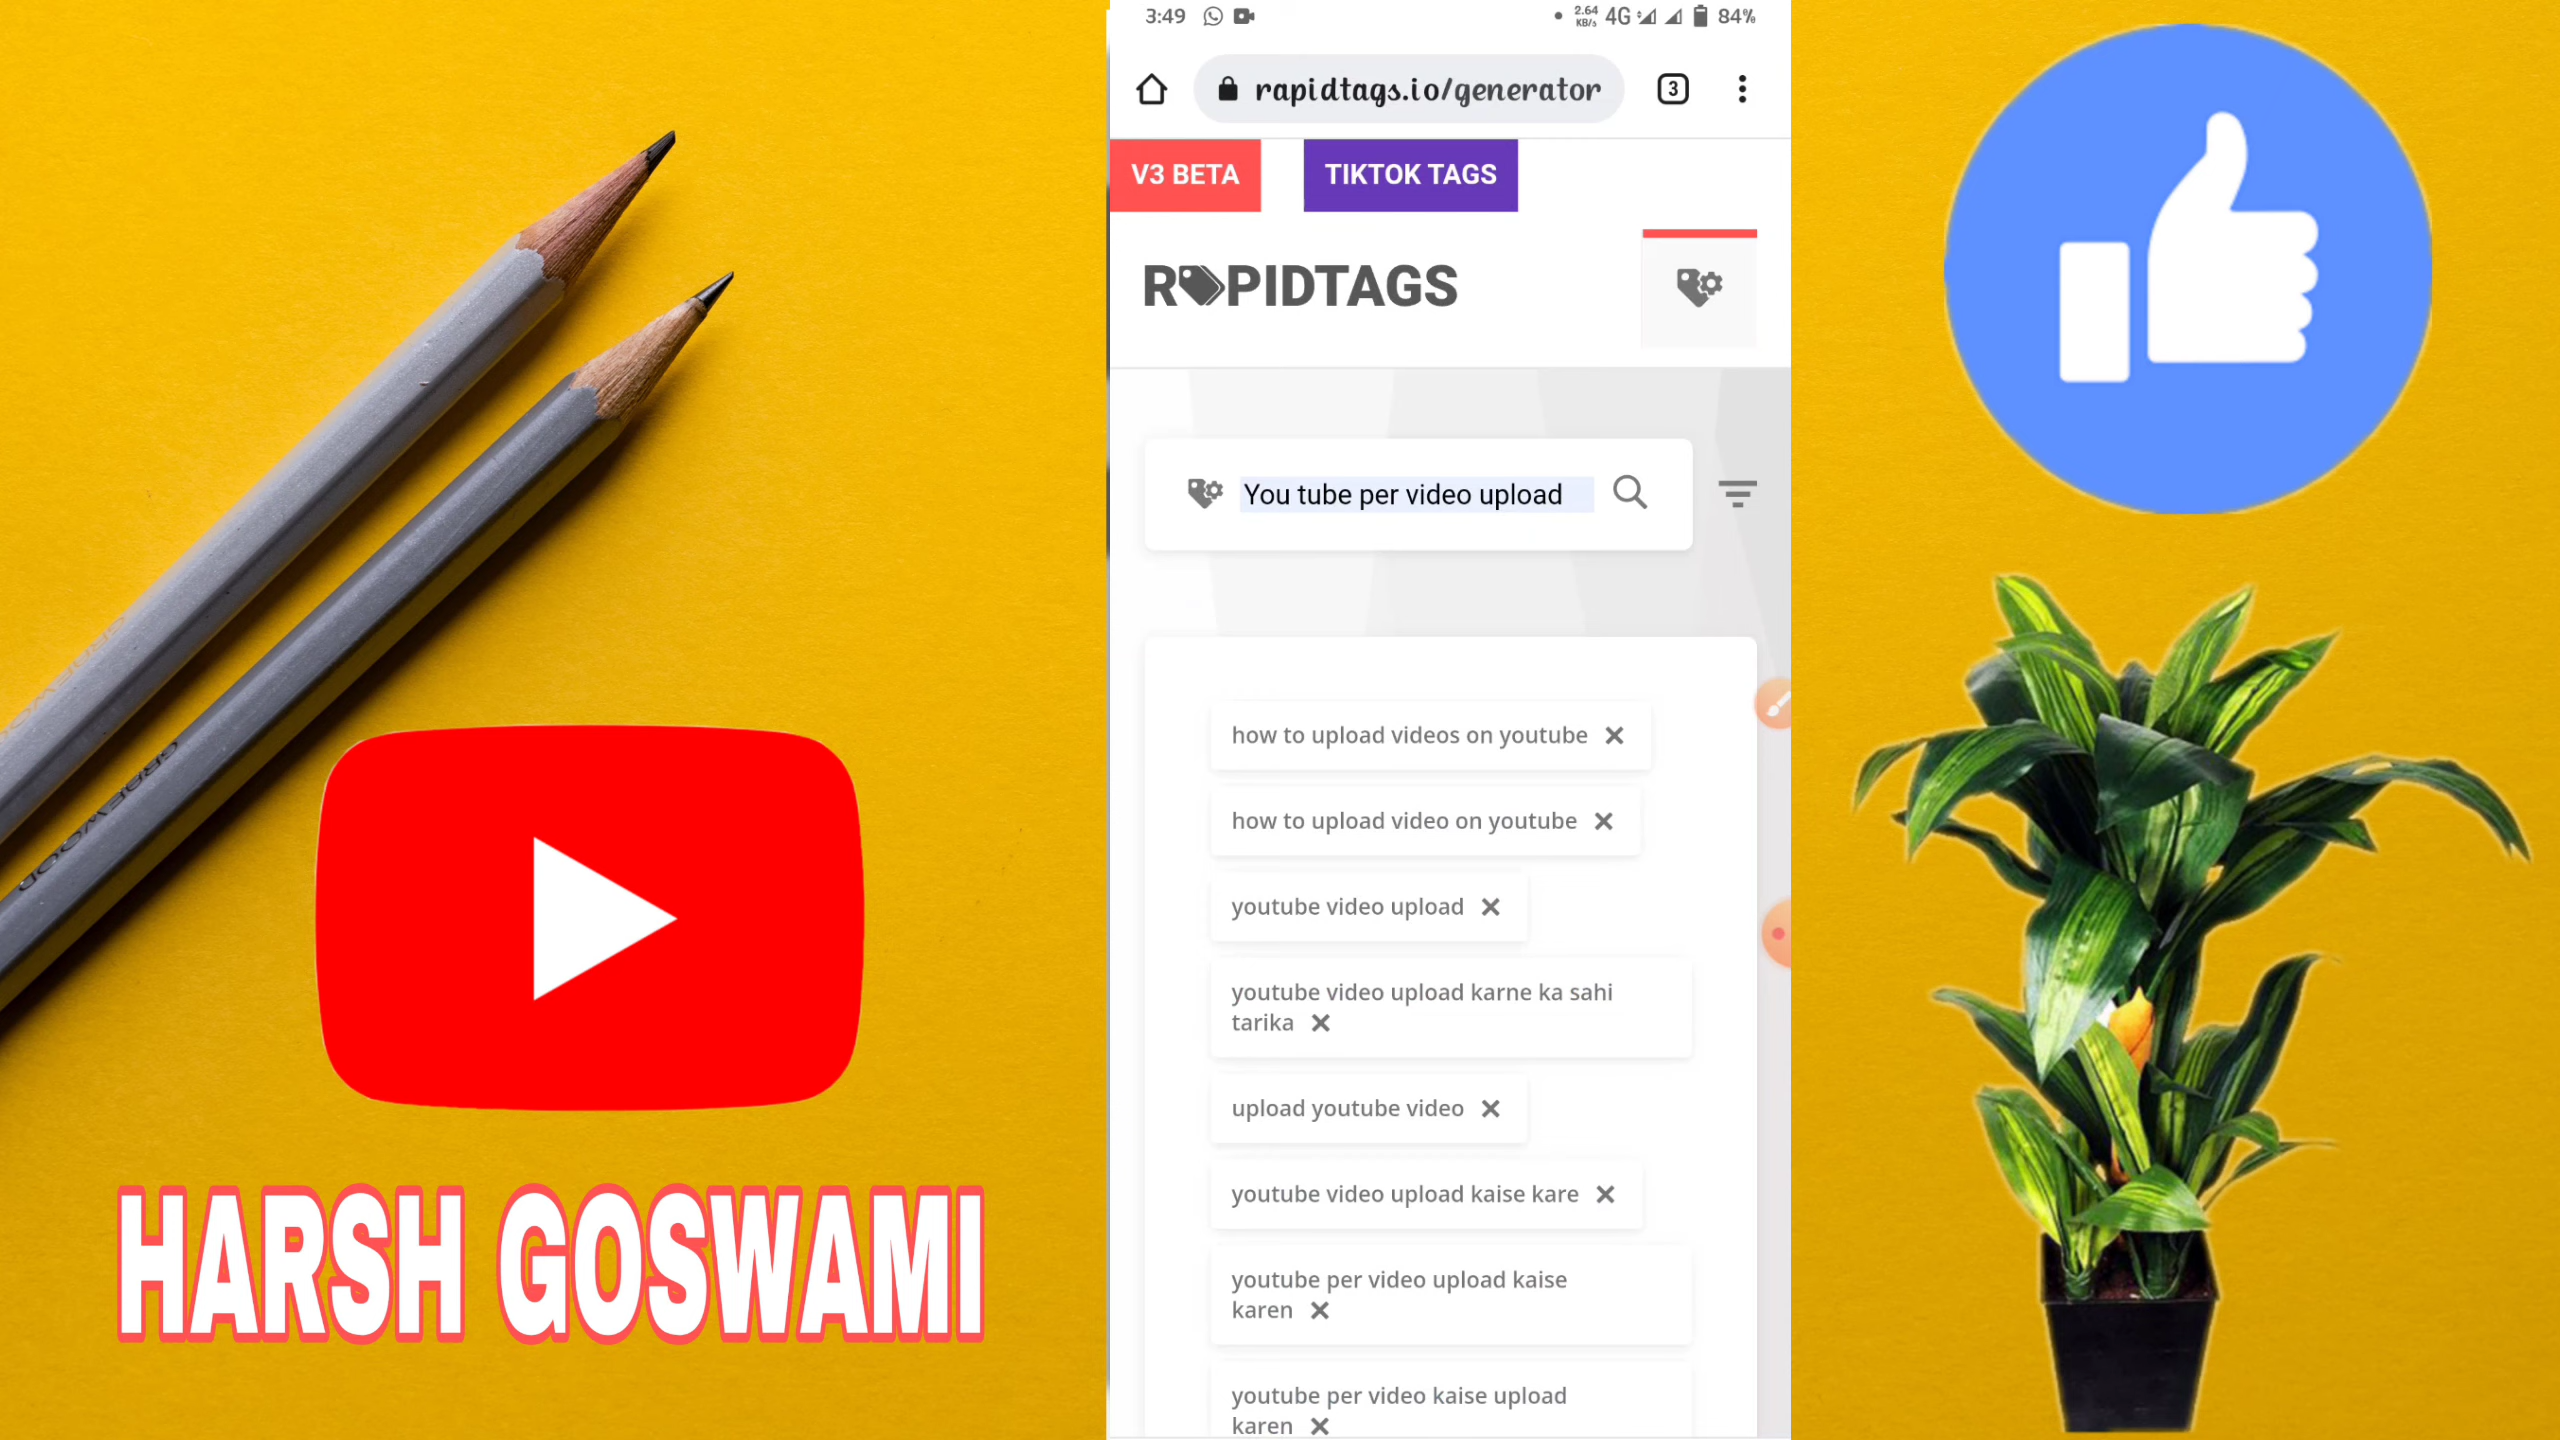 3:49
2.64 KB/s 4G 84%
rapidtags.io/generator
3
V3 BETA
TIKTOK TAGS
RAPIDTAGS
You tube per video upload
how to upload videos on youtube
how to upload video on youtube
youtube video upload
youtube video upload karne ka sahi
tarika
upload youtube video
youtube video upload kaise kare
youtube per video upload kaise
karen
youtube per video kaise upload
karen
HARSH GOSWAMI